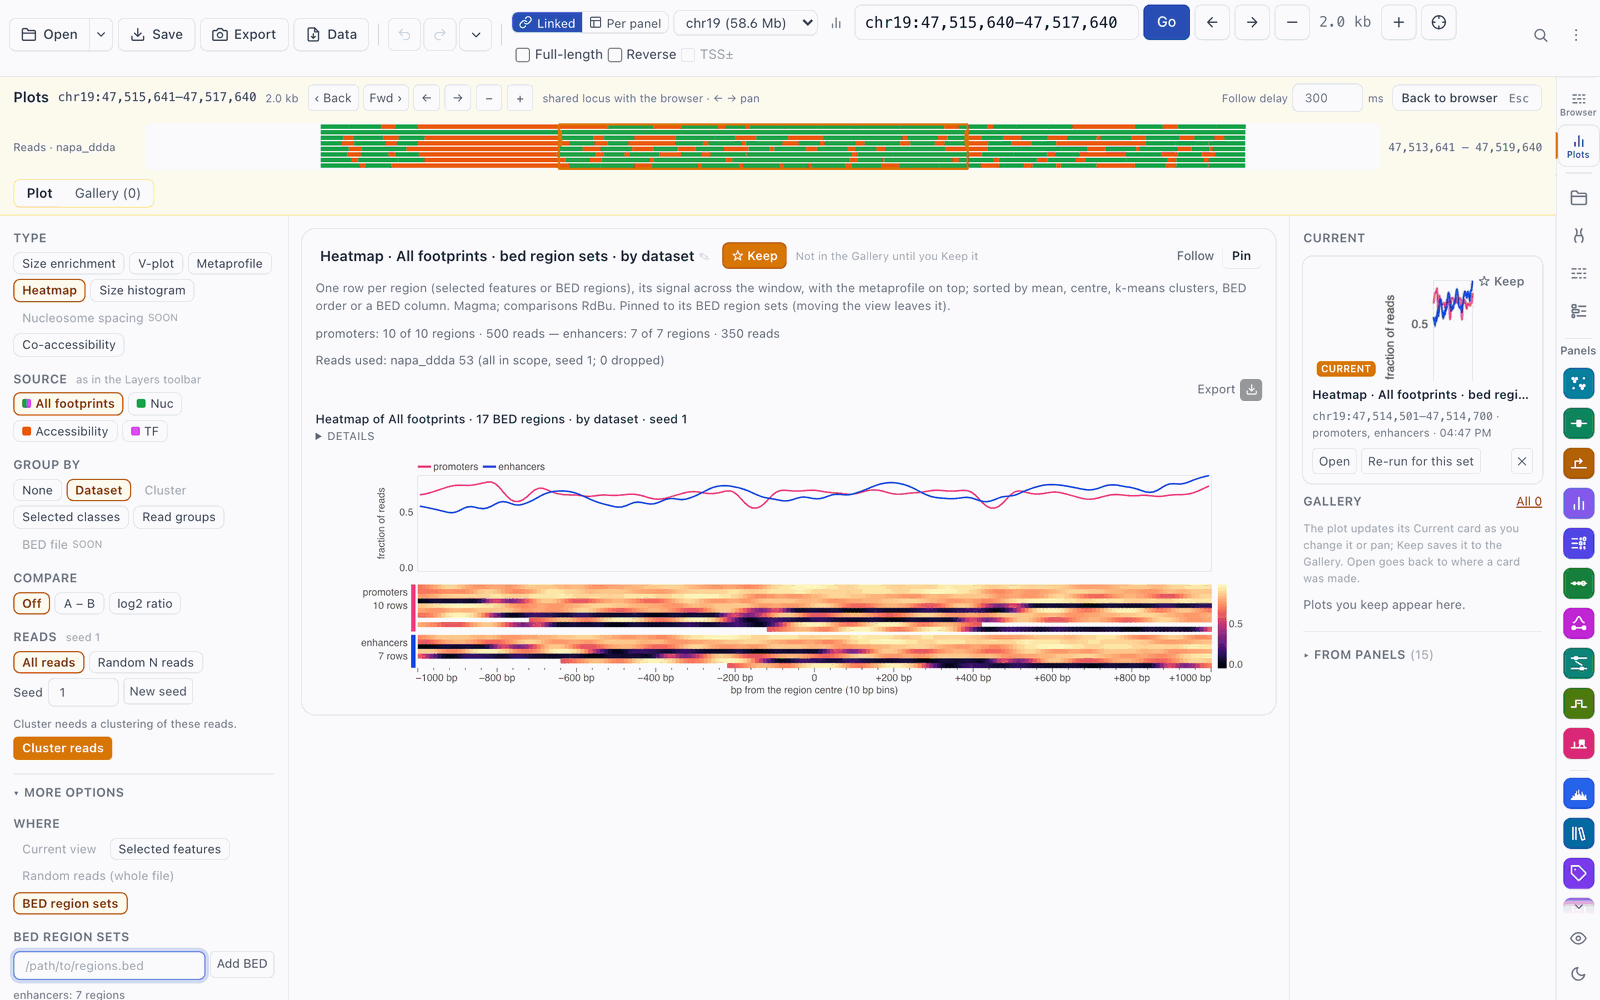 Open
Save
Export
Data
Linked
Per panel
chr19 (58.6 Mb)
chr19:47,515,640–47,517,640
Go
2.0 kb
Full-length
Reverse
TSS±
Plots
chr19:47,515,641–47,517,640
2.0 kb
‹ Back
Fwd ›
shared locus with the browser · ← → pan
Follow delay
300
ms
Back to browser Esc
Reads · napa_ddda
47,513,641 – 47,519,640
Plot
Gallery (0)
Browser
Plots
Panels
TYPE
Size enrichment
V-plot
Metaprofile
Heatmap
Size histogram
Nucleosome spacing SOON
Co-accessibility
SOURCE as in the Layers toolbar
All footprints
Nuc
Accessibility
TF
GROUP BY
None
Dataset
Cluster
Selected classes
Read groups
BED file SOON
COMPARE
Off
A – B
log2 ratio
READS seed 1
All reads
Random N reads
Seed
1
New seed
Cluster needs a clustering of these reads.
Cluster reads
MORE OPTIONS
WHERE
Current view
Selected features
Random reads (whole file)
BED region sets
BED REGION SETS
/path/to/regions.bed
Add BED
enhancers: 7 regions
Heatmap · All footprints · bed region sets · by dataset
Keep
Not in the Gallery until you Keep it
Follow
Pin
One row per region (selected features or BED regions), its signal across the window, with the metaprofile on top; sorted by mean, centre, k-means clusters, BED
order or a BED column. Magma; comparisons RdBu. Pinned to its BED region sets (moving the view leaves it).
promoters: 10 of 10 regions · 500 reads — enhancers: 7 of 7 regions · 350 reads
Reads used: napa_ddda 53 (all in scope, seed 1; 0 dropped)
Export
Heatmap of All footprints · 17 BED regions · by dataset · seed 1
DETAILS
promoters
enhancers
fraction of reads
0.5
0.0
promoters
10 rows
enhancers
7 rows
0.5
0.0
−1000 bp
−800 bp
−600 bp
−400 bp
−200 bp
0
+200 bp
+400 bp
+600 bp
+800 bp
+1000 bp
bp from the region centre (10 bp bins)
CURRENT
Keep
fraction of reads
0.5
CURRENT
Heatmap · All footprints · bed regi…
chr19:47,514,501–47,514,700 ·
promoters, enhancers · 04:47 PM
Open
Re-run for this set
GALLERY
All 0
The plot updates its Current card as you
change it or pan; Keep saves it to the
Gallery. Open goes back to where a card
was made.
Plots you keep appear here.
FROM PANELS (15)